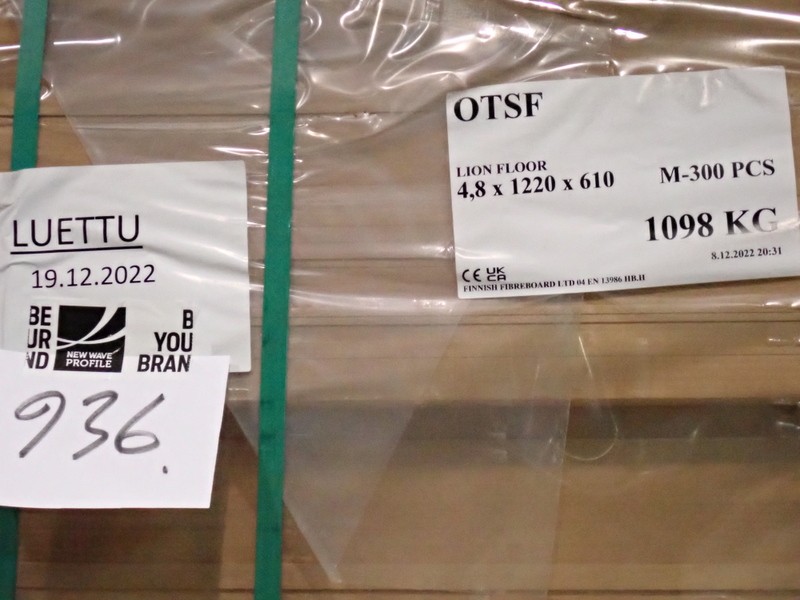 OTSF
LION FLOOR
4,8 x 1220 x 610
M-300 PCS
1098 KG
8.12.2022 20:31
CE UK CA
FINNISH FIBREBOARD LTD 04 EN 13986 HB.H
LUETTU
19.12.2022
BE
UR
ND
NEW WAVE
PROFILE
B
YOU
BRAN
936.